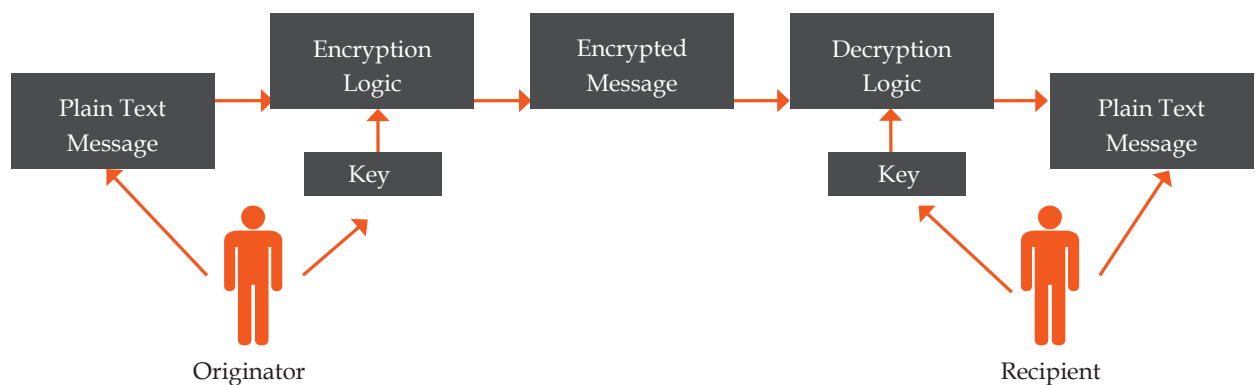 Plain Text
Message
Encryption
Logic
Key
Encrypted
Message
Decryption
Logic
Key
Plain Text
Message
Originator
Recipient